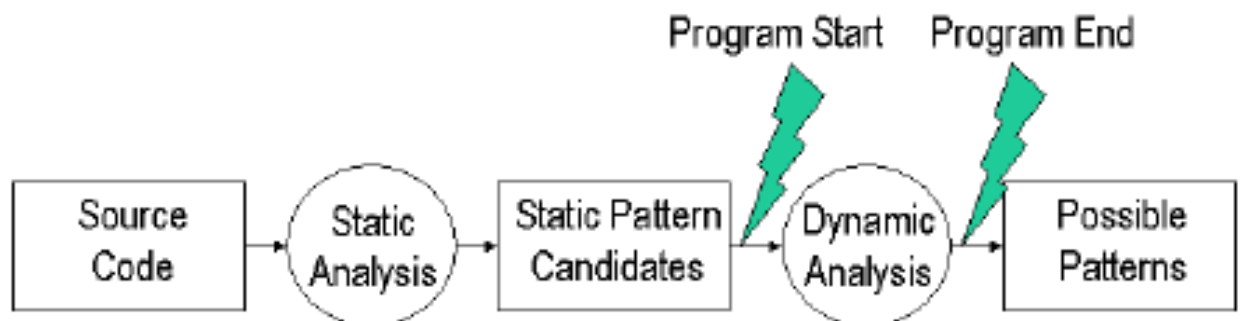 Program Start
Program End
Source
Code
Static
Analysis
Static Pattern
Candidates
Dynamic
Analysis
Possible
Patterns